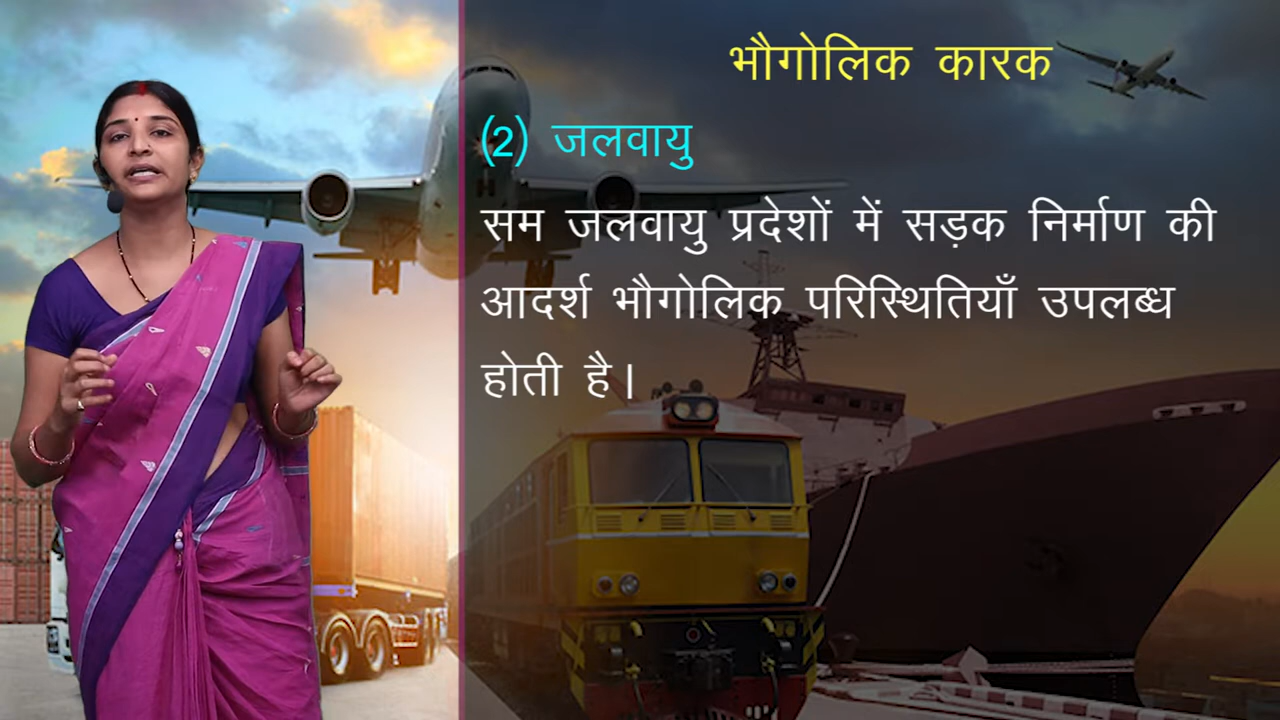 भौगोलिक कारक
(2) जलवायु
सम जलवायु प्रदेशों में सड़क निर्माण की
आदर्श भौगोलिक परिस्थितियाँ उपलब्ध
होती है।